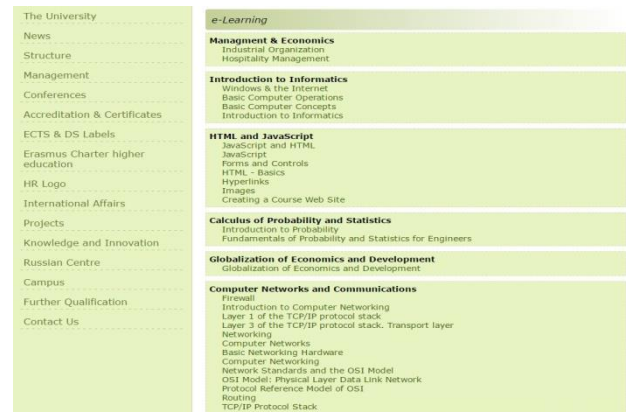 The University
News
Structure
Management
Conferences
Accreditation & Certificates
ECTS & DS Labels
Erasmus Charter higher
education
HR Logo
International Affairs
Projects
Knowledge and Innovation
Russian Centre
Campus
Further Qualification
Contact Us
e-Learning
Managment & Economics
Industrial Organization
Hospitality Management
Introduction to Informatics
Windows & the Internet
Basic Computer Operations
Basic Computer Concepts
Introduction to Informatics
HTML and JavaScript
JavaScript and HTML
JavaScript
Forms and Controls
HTML - Basics
Hyperlinks
Images
Creating a Course Web Site
Calculus of Probability and Statistics
Introduction to Probability
Fundamentals of Probability and Statistics for Engineers
Globalization of Economics and Development
Globalization of Economics and Development
Computer Networks and Communications
Firewall
Introduction to Computer Networking
Layer 1 of the TCP/IP protocol stack
Layer 3 of the TCP/IP protocol stack. Transport layer
Networking
Computer Networks
Basic Networking Hardware
Computer Networking
Network Standards and the OSI Model
OSI Model: Physical Layer Data Link Network
Protocol Reference Model of OSI
Routing
TCP/IP Protocol Stack